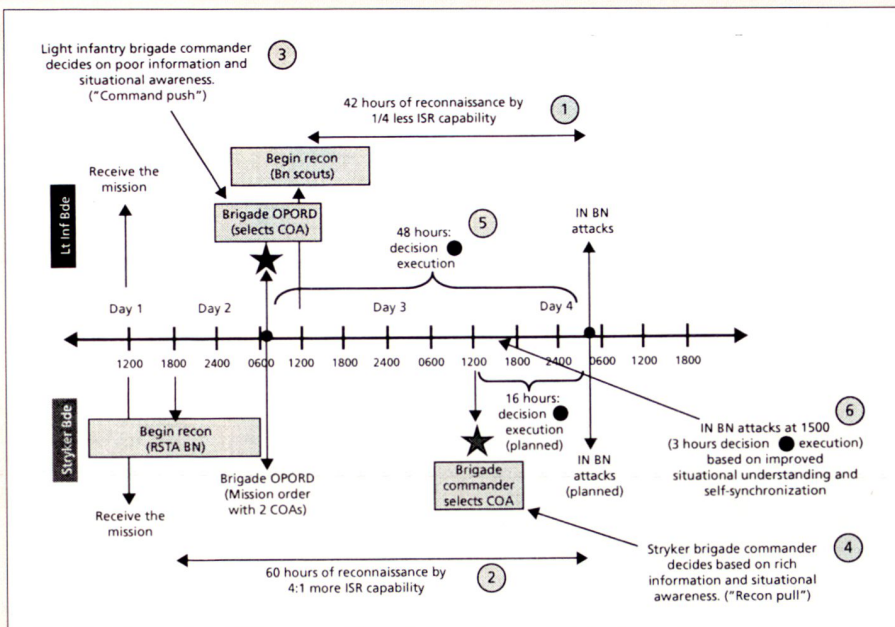 Light infantry brigade commander
decides on poor information and
situational awareness.
("Command push")
3
42 hours of reconnaissance by
1/4 less ISR capability
1
Receive the
mission
Begin recon
(Bn scouts)
Lt Inf Bde
Brigade OPORD
(selects COA)
48 hours:
decision
execution
5
IN BN
attacks
Day 1
Day 2
Day 3
Day 4
1200 1800 2400 0600 1200 1800 2400 0600 1200 1800 2400 0600 1200 1800
Stryker Bde
Begin recon
(RSTA BN)
Receive the
mission
Brigade OPORD
(Mission order
with 2 COAs)
16 hours:
decision
execution
(planned)
Brigade
commander
selects COA
IN BN
attacks
(planned)
6
IN BN attacks at 1500
(3 hours decision execution)
based on improved
situational understanding and
self-synchronization
60 hours of reconnaissance by
4:1 more ISR capability
2
Stryker brigade commander
decides based on rich
information and situational
awareness. ("Recon pull")
4